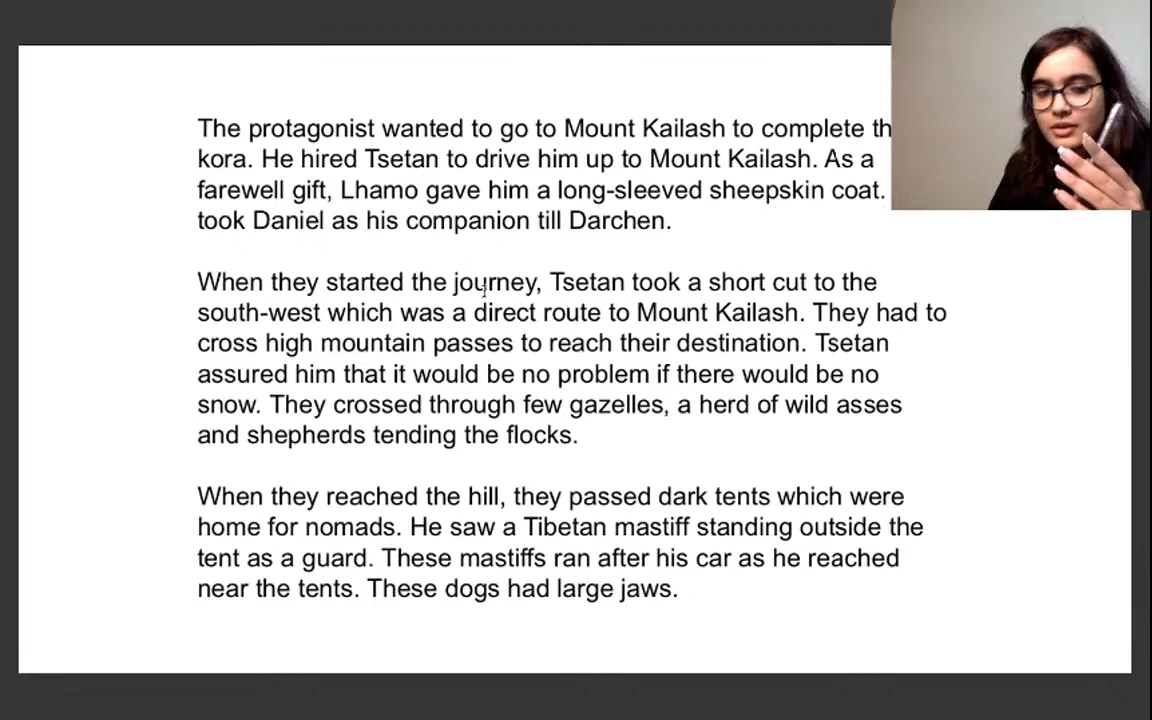 The protagonist wanted to go to Mount Kailash to complete th
kora. He hired Tsetan to drive him up to Mount Kailash. As a
farewell gift, Lhamo gave him a long-sleeved sheepskin coat.
took Daniel as his companion till Darchen.
When they started the journey, Tsetan took a short cut to the
south-west which was a direct route to Mount Kailash. They had to
cross high mountain passes to reach their destination. Tsetan
assured him that it would be no problem if there would be no
snow. They crossed through few gazelles, a herd of wild asses
and shepherds tending the flocks.
When they reached the hill, they passed dark tents which were
home for nomads. He saw a Tibetan mastiff standing outside the
tent as a guard. These mastiffs ran after his car as he reached
near the tents. These dogs had large jaws.